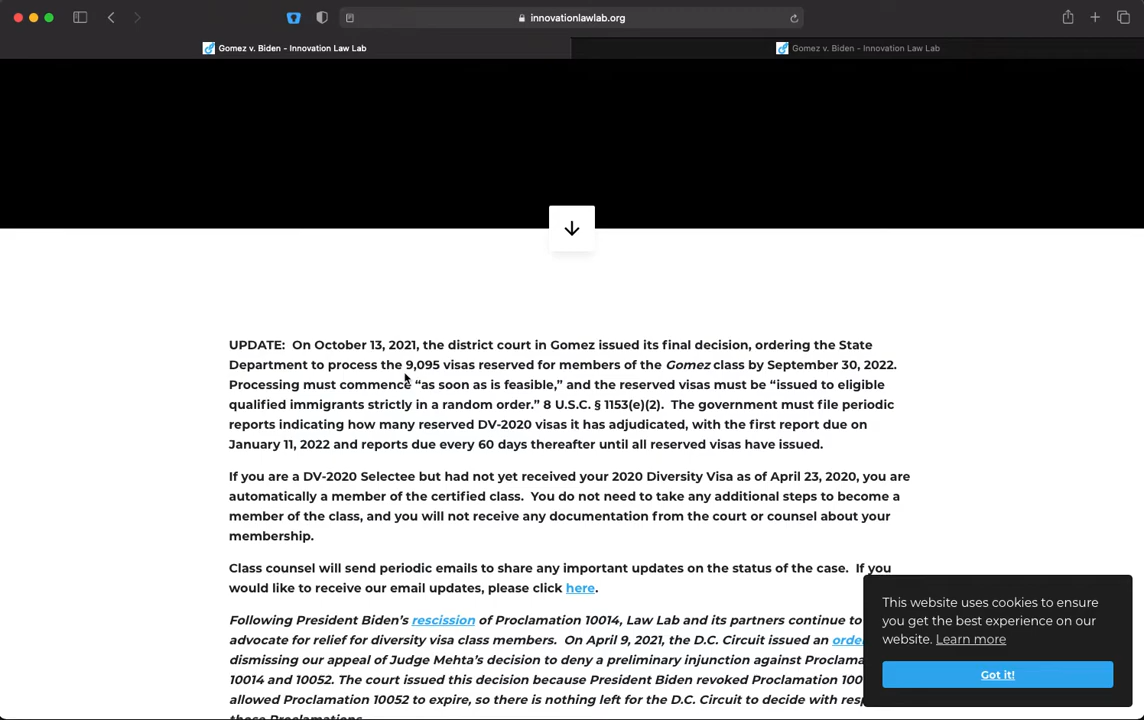 innovationlawlab.org
Gomez v. Biden - Innovation Law Lab
Gomez v. Biden - Innovation Law Lab
UPDATE:  On October 13, 2021, the district court in Gomez issued its final decision, ordering the State
Department to process the 9,095 visas reserved for members of the Gomez class by September 30, 2022.
Processing must commence “as soon as is feasible,” and the reserved visas must be “issued to eligible
qualified immigrants strictly in a random order.” 8 U.S.C. § 1153(e)(2).  The government must file periodic
reports indicating how many reserved DV-2020 visas it has adjudicated, with the first report due on
January 11, 2022 and reports due every 60 days thereafter until all reserved visas have issued.
If you are a DV-2020 Selectee but had not yet received your 2020 Diversity Visa as of April 23, 2020, you are
automatically a member of the certified class.  You do not need to take any additional steps to become a
member of the class, and you will not receive any documentation from the court or counsel about your
membership.
Class counsel will send periodic emails to share any important updates on the status of the case.  If you
would like to receive our email updates, please click here.
Following President Biden’s rescission of Proclamation 10014, Law Lab and its partners continue to
advocate for relief for diversity visa class members.  On April 9, 2021, the D.C. Circuit issued an orde
dismissing our appeal of Judge Mehta’s decision to deny a preliminary injunction against Proclama
10014 and 10052. The court issued this decision because President Biden revoked Proclamation 100
allowed Proclamation 10052 to expire, so there is nothing left for the D.C. Circuit to decide with resp
those Proclamations.
This website uses cookies to ensure
you get the best experience on our
website. Learn more
Got it!